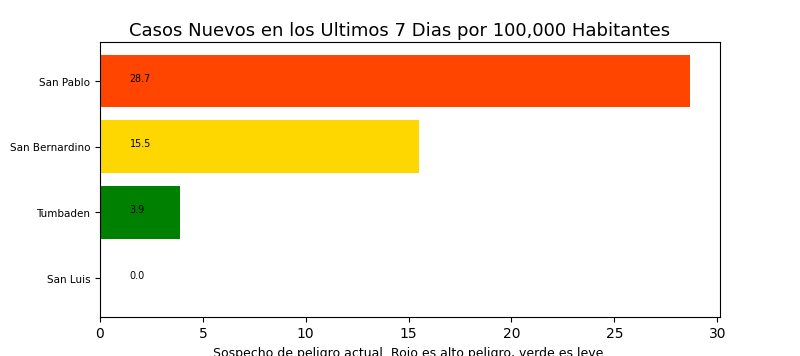 Casos Nuevos en los Ultimos 7 Dias por 100,000 Habitantes
San Pablo 28.7
San Bernardino 15.5
Tumbaden 3.9
San Luis 0.0
0 5 10 15 20 25 30
Sospecho de peligro actual. Rojo es alto peligro, verde es leve